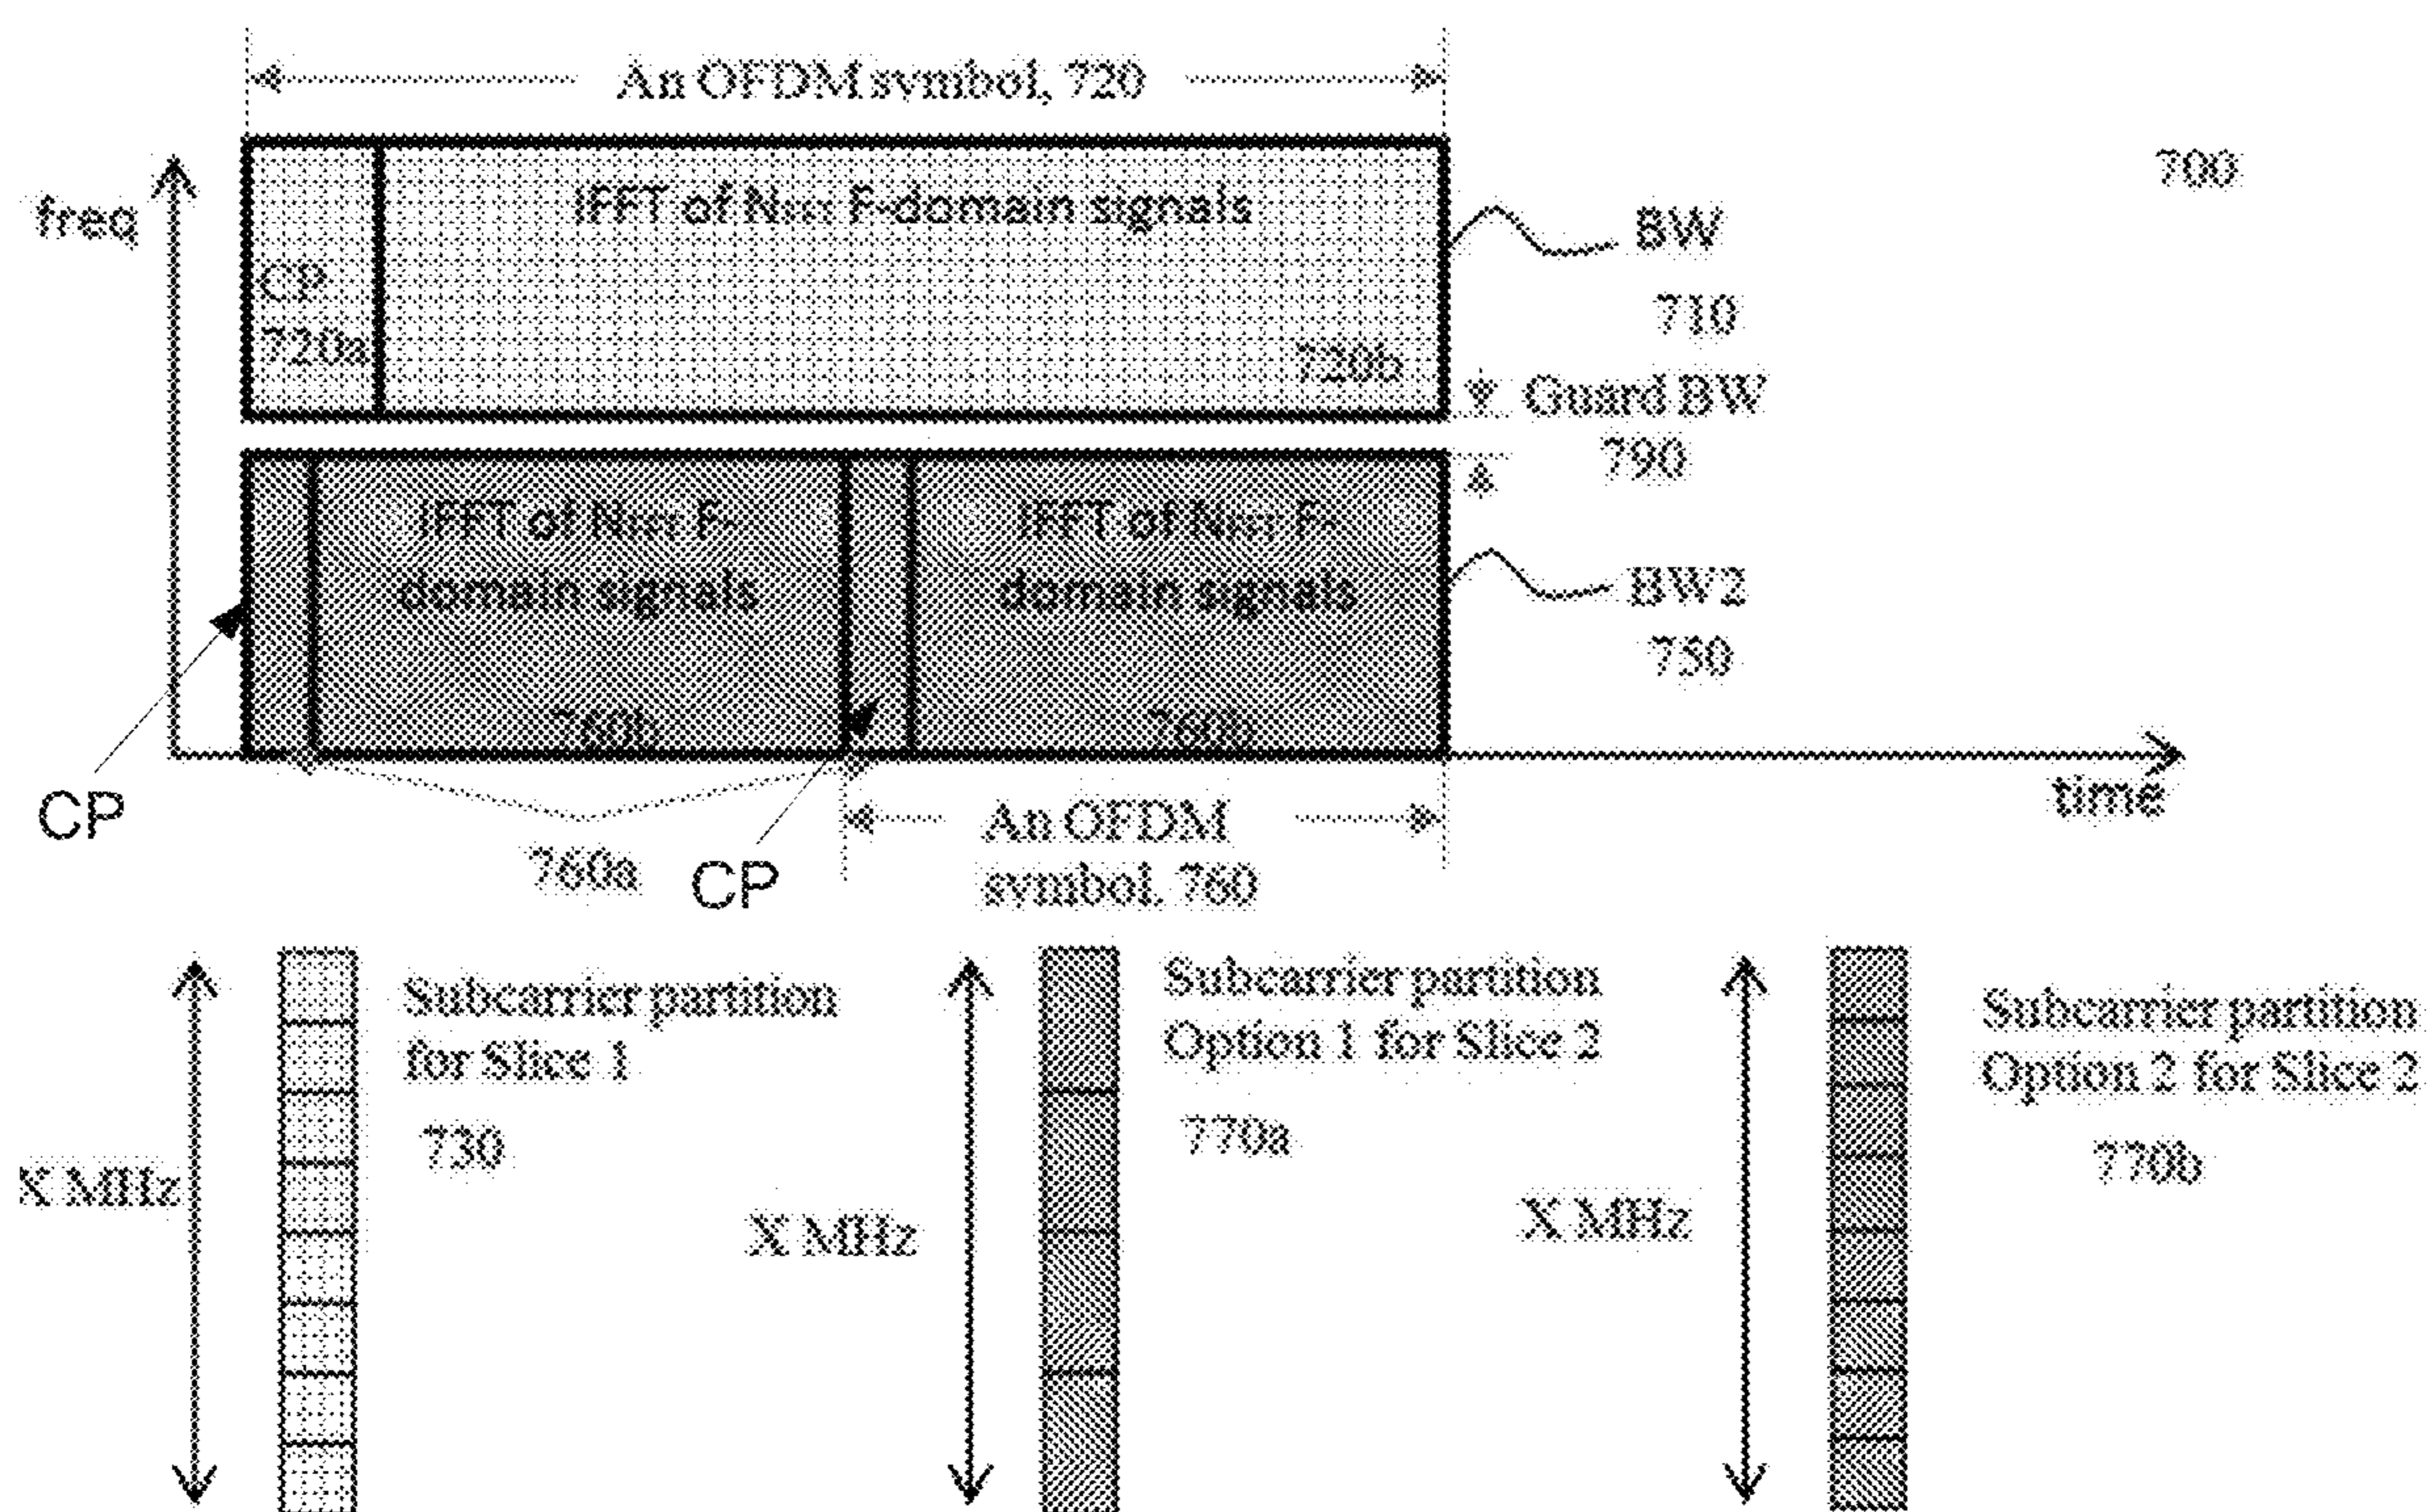 An OFDM symbol, 720
700
freq
IFFT of NFFT F-domain signals
BW
710
CP
720a
720b
Guard BW
790
IFFT of NFFT F-
domain signals
760b
IFFT of NFFT F-
domain signals
760b
BW2
750
time
CP
760a
CP
An OFDM
symbol, 760
Subcarrier partition
for Slice 1
730
X MHz
Subcarrier partition
Option 1 for Slice 2
770a
X MHz
Subcarrier partition
Option 2 for Slice 2
770b
X MHz